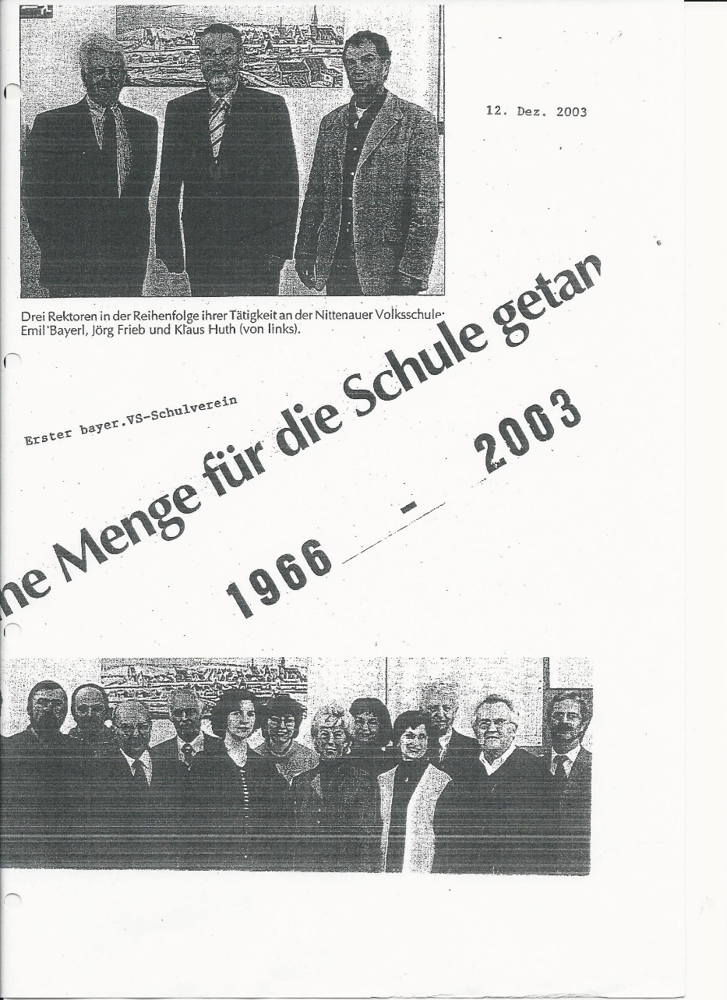 12. Dez. 2003
Drei Rektoren in der Reihenfolge ihrer Tätigkeit an der Nittenauer Volksschule:
Emil Bayerl, Jörg Frieb und Klaus Huth (von links).
Erster bayer.VS-Schulverein
ne Menge für die Schule getan
1966 - 2003